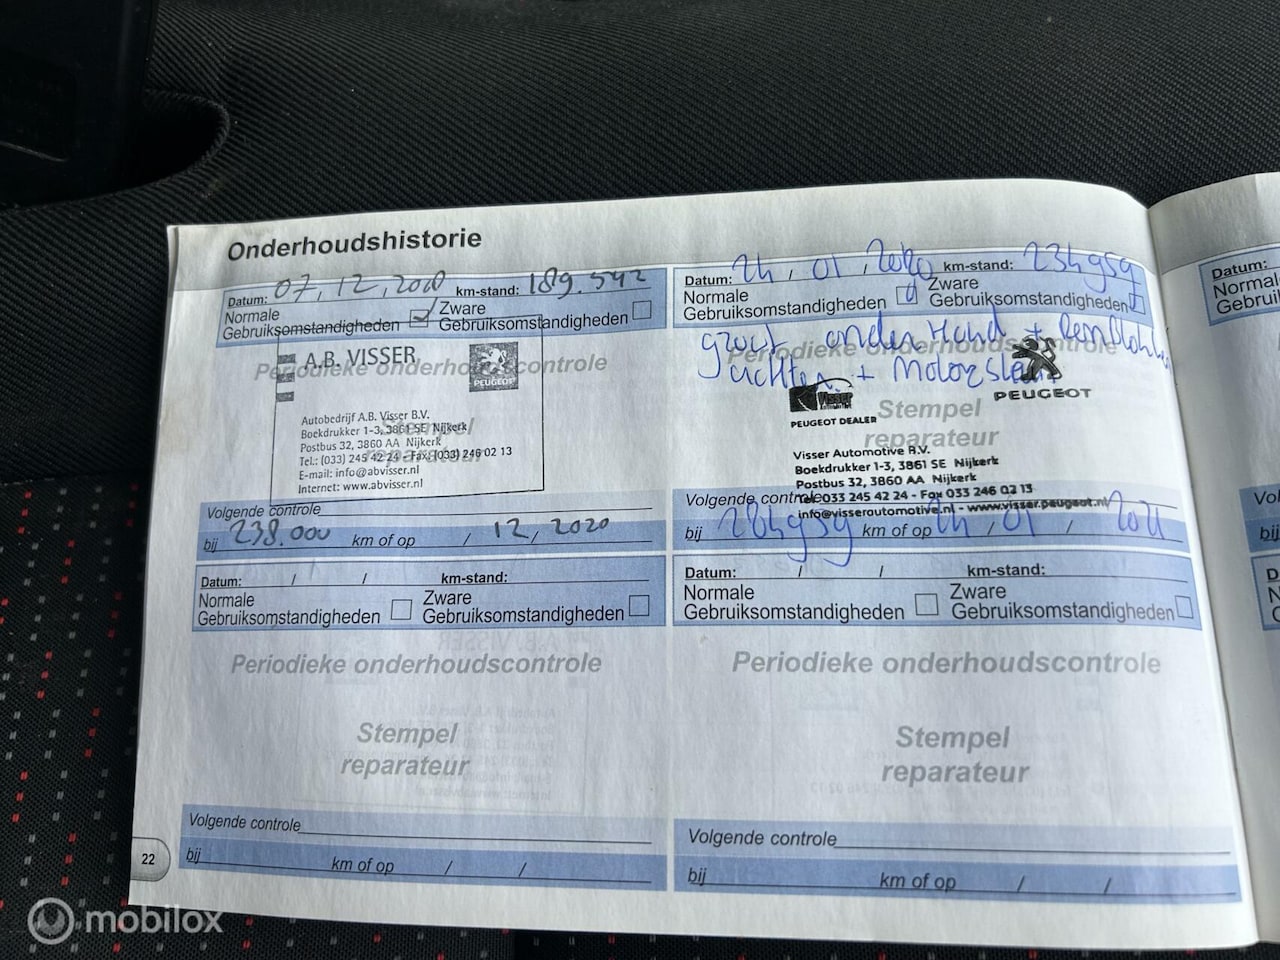 Onderhoudshistorie
Datum: 07, 12, km-stand: 189.542
Normale
Gebruiksomstandigheden
Zware
Gebruiksomstandigheden
Periodieke onderhoudscontrole
A.B. VISSER
PEUGEOT
Autobedrijf A.B. Visser B.V.
Boekdrukker 1-3, 3861 SE Nijkerk
Postbus 32, 3860 AA Nijkerk
Tel.: (033) 245 42 24 - Fax: (033) 246 02 13
E-mail: info@abvisser.nl
Internet: www.abvisser.nl
Stempel
reparateur
Volgende controle
bij 238.000 km of op / 12, 2020
Datum: 24, 01, 2020 km-stand: 234959
Normale
Gebruiksomstandigheden
Zware
Gebruiksomstandigheden
Periodieke onderhoudscontrole
groot onderhoud + Remblokken
achter + Motorsteun
Visser
PEUGEOT DEALER
PEUGEOT
Stempel
reparateur
Visser Automotive B.V.
Boekdrukker 1-3, 3861 SE Nijkerk
Postbus 32, 3860 AA Nijkerk
Tel 033 245 42 24 - Fax 033 246 02 13
info@visserautomotive.nl - www.visser.peugeot.nl
Volgende controle
bij 284959 km of op 24 / 01 / 2021
Datum: / / km-stand:
Normale
Gebruiksomstandigheden
Zware
Gebruiksomstandigheden
Periodieke onderhoudscontrole
Stempel
reparateur
Volgende controle
bij km of op / /
Datum: / / km-stand:
Normale
Gebruiksomstandigheden
Zware
Gebruiksomstandigheden
Periodieke onderhoudscontrole
Stempel
reparateur
Volgende controle
bij km of op / /
22
Datum:
mobilox